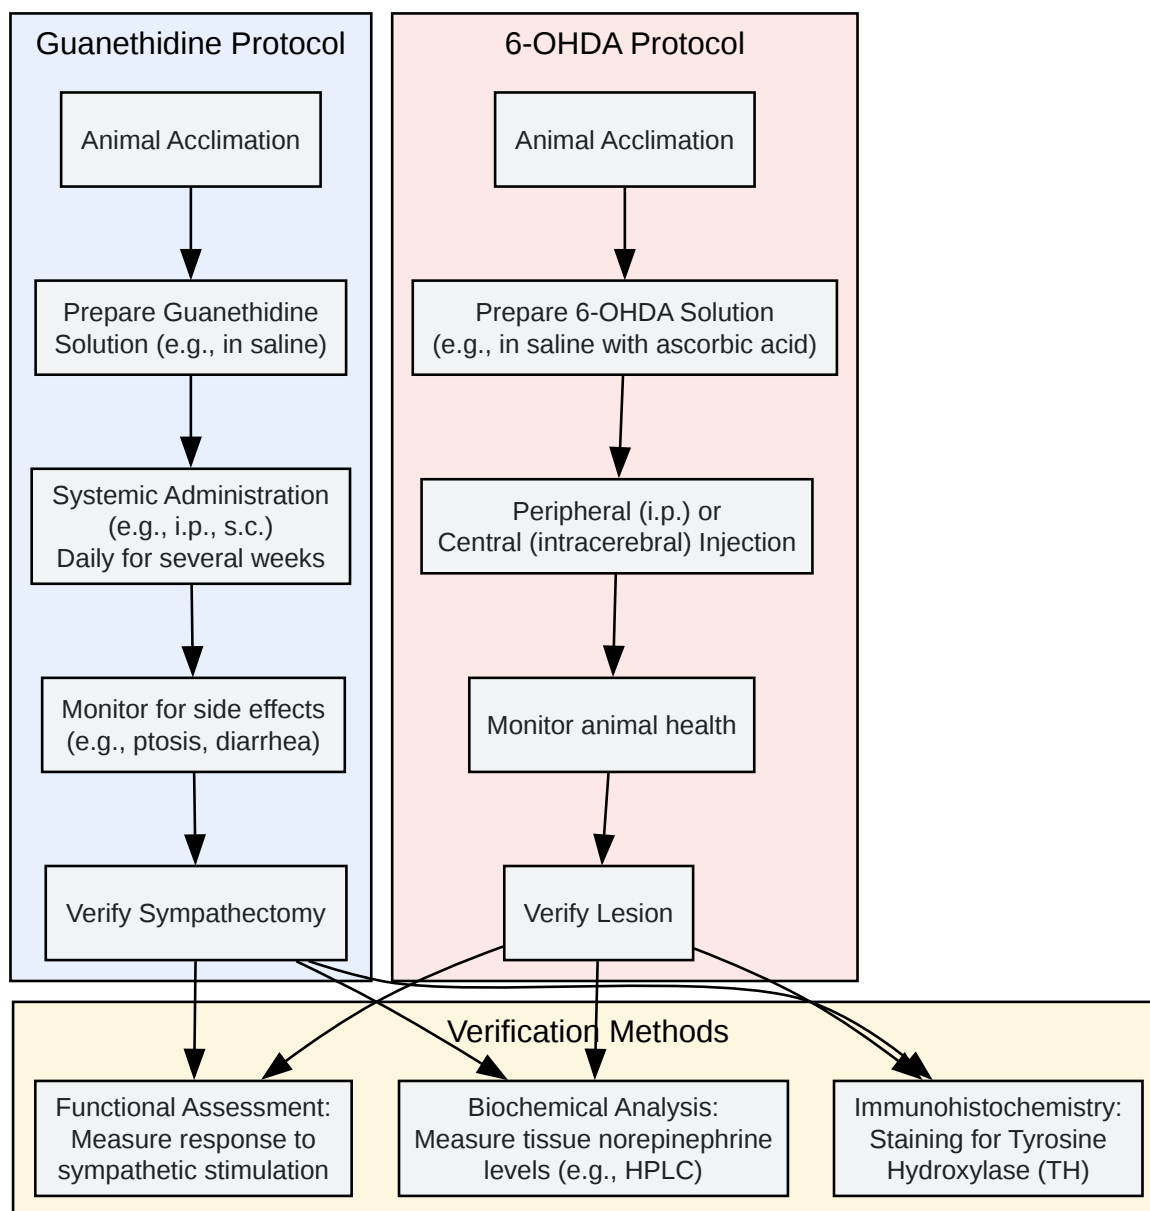 Guanethidine Protocol
Animal Acclimation
Prepare Guanethidine
Solution (e.g., in saline)
Systemic Administration
(e.g., i.p., s.c.)
Daily for several weeks
Monitor for side effects
(e.g., ptosis, diarrhea)
Verify Sympathectomy
6-OHDA Protocol
Animal Acclimation
Prepare 6-OHDA Solution
(e.g., in saline with ascorbic acid)
Peripheral (i.p.) or
Central (intracerebral) Injection
Monitor animal health
Verify Lesion
Verification Methods
Functional Assessment:
Measure response to
sympathetic stimulation
Biochemical Analysis:
Measure tissue norepinephrine
levels (e.g., HPLC)
Immunohistochemistry:
Staining for Tyrosine
Hydroxylase (TH)